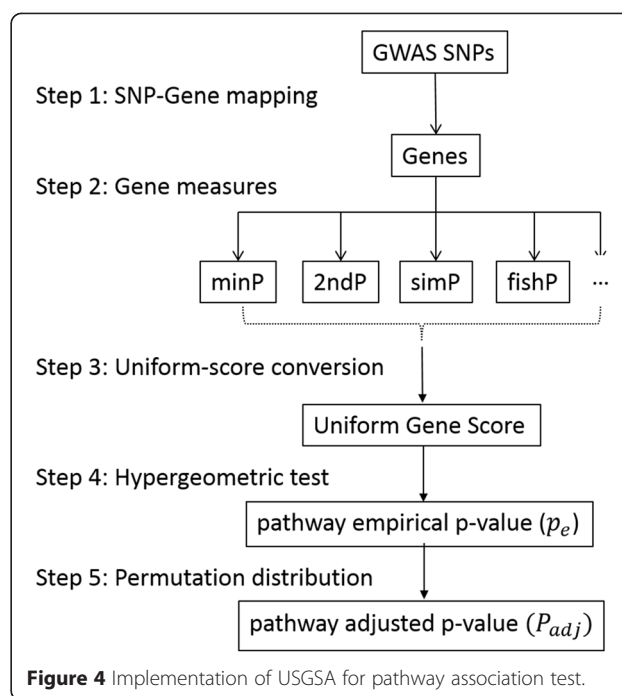 GWAS SNPs
Step 1: SNP-Gene mapping
Genes
Step 2: Gene measures
minP 2ndP simP fishP ...
Step 3: Uniform-score conversion
Uniform Gene Score
Step 4: Hypergeometric test
pathway empirical p-value (p_e)
Step 5: Permutation distribution
pathway adjusted p-value (P_adj)
Figure 4 Implementation of USGSA for pathway association test.